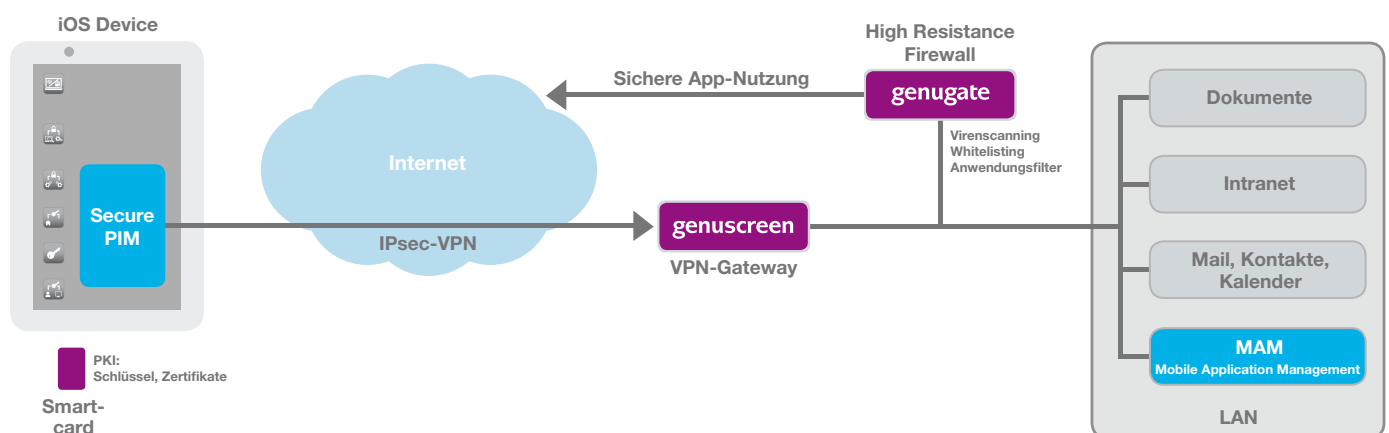 iOS Device
Secure
PIM
PKI:
Schlüssel, Zertifikate
Smart-
card
Internet
IPsec-VPN
Sichere App-Nutzung
High Resistance
Firewall
genugate
Virenscanning
Whitelisting
Anwendungsfilter
genuscreen
VPN-Gateway
Dokumente
Intranet
Mail, Kontakte,
Kalender
MAM
Mobile Application Management
LAN